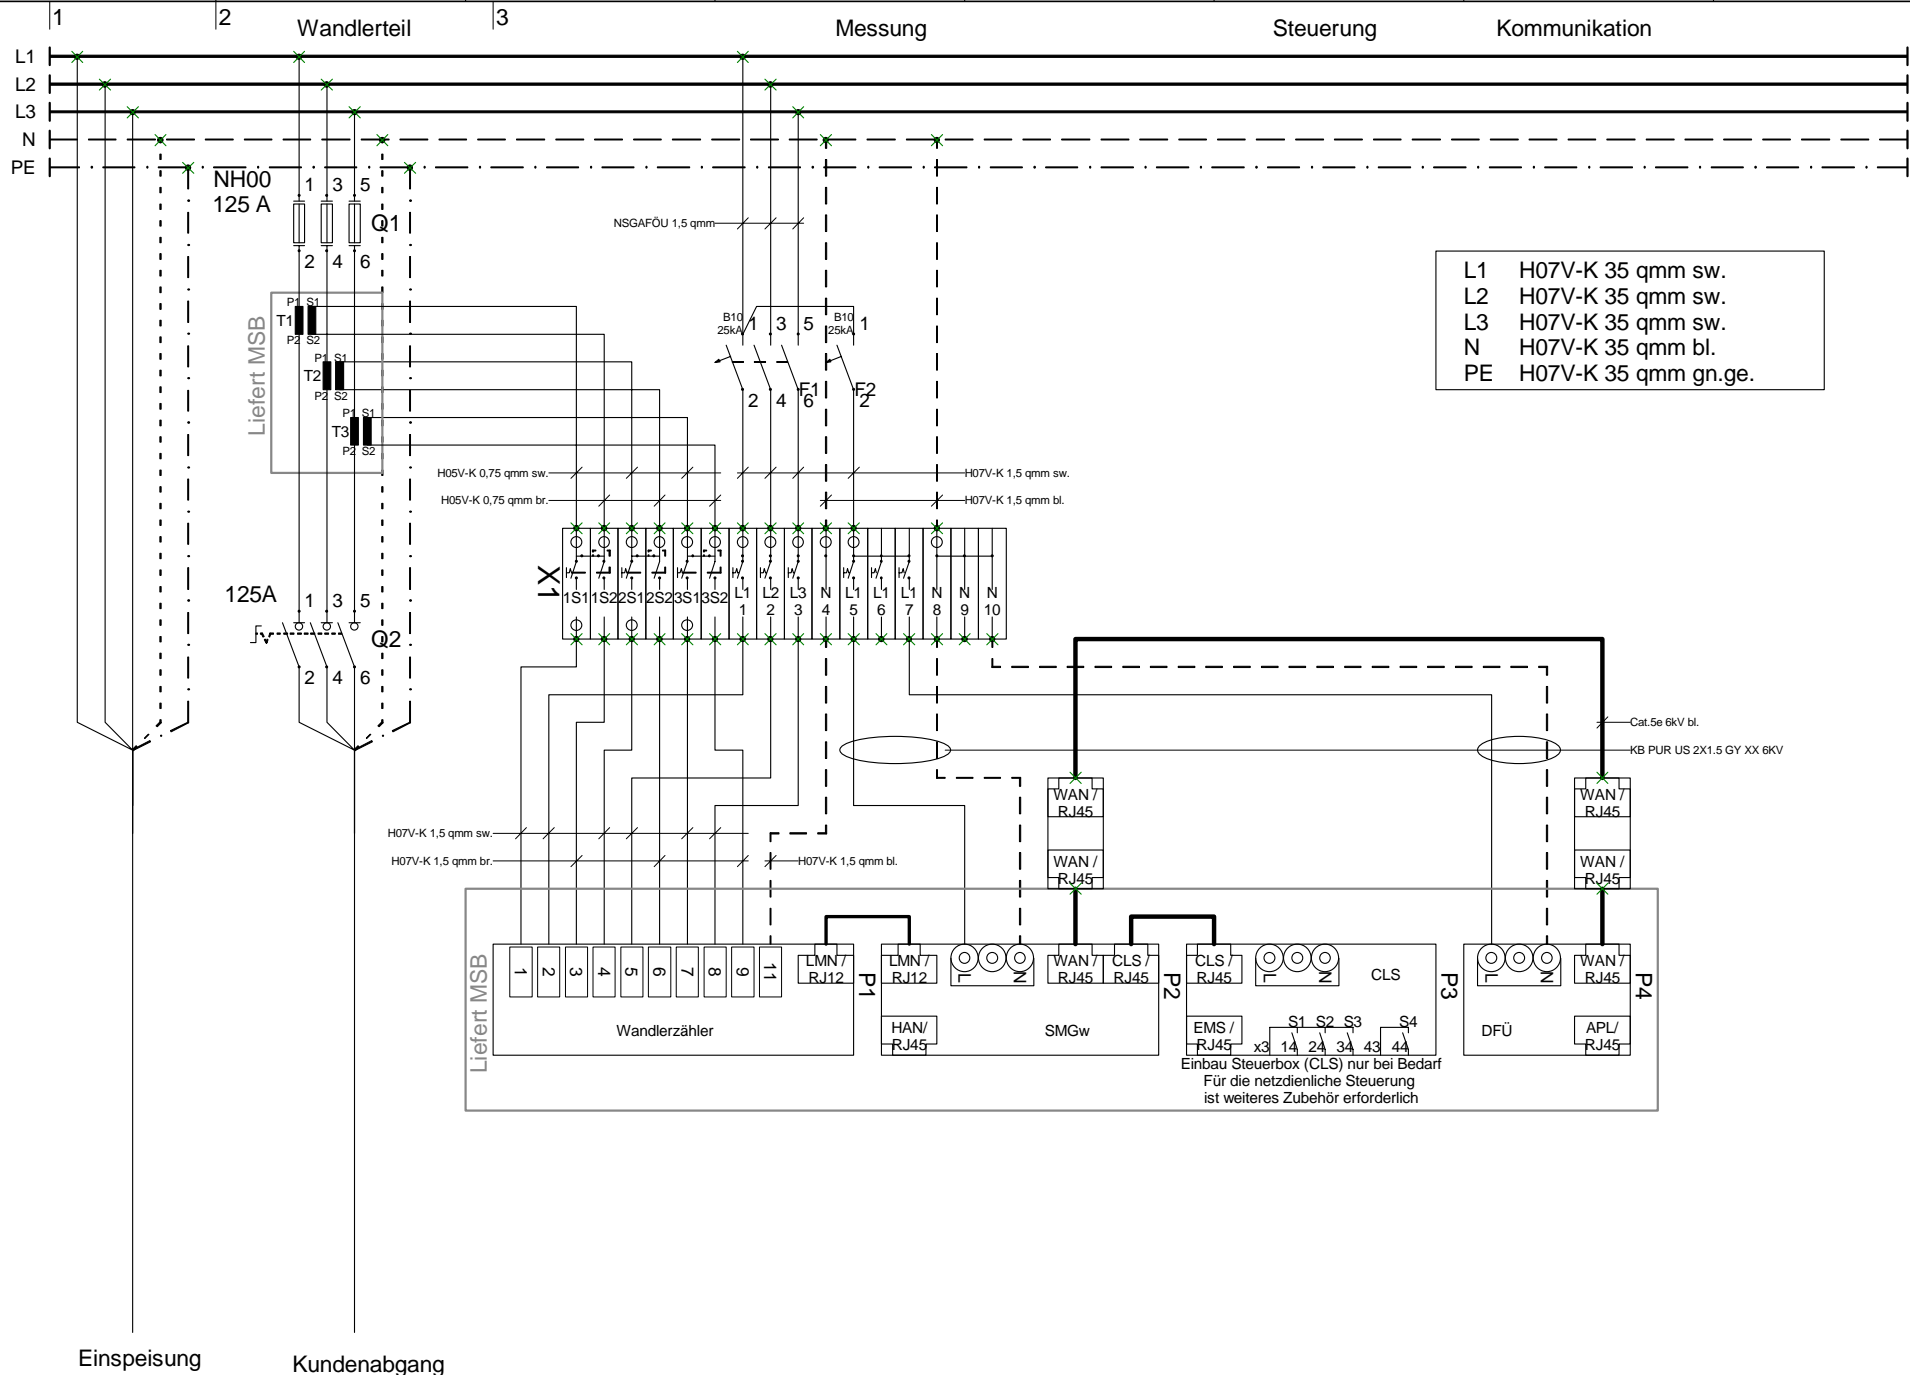 1 2 3
Wandlerteil Messung Steuerung Kommunikation
L1
L2
L3
N
PE
NH00
125 A
1 3 5
Q1
2 4 6
NSGAFÖU 1,5 qmm
L1 H07V-K 35 qmm sw.
L2 H07V-K 35 qmm sw.
L3 H07V-K 35 qmm sw.
N H07V-K 35 qmm bl.
PE H07V-K 35 qmm gn.ge.
Liefert MSB
P1 S1
T1
P2 S2
P1 S1
T2
P2 S2
P1 S1
T3
P2 S2
B10
25kA
1 3 5
F1
2 4 6
B10
25kA
1
F2
2
H05V-K 0,75 qmm sw.
H07V-K 1,5 qmm sw.
H05V-K 0,75 qmm br.
H07V-K 1,5 qmm bl.
X1
1S1 1S2 2S1 2S2 3S1 3S2 L1 L2 L3 N L1 L1 L1 N N N
1 2 3 4 5 6 7 8 9 10
125A
1 3 5
Q2
2 4 6
Cat.5e 6kV bl.
KB PUR US 2X1.5 GY XX 6KV
WAN /
RJ45
WAN /
RJ45
WAN /
RJ45
WAN /
RJ45
H07V-K 1,5 qmm sw.
H07V-K 1,5 qmm br.
H07V-K 1,5 qmm bl.
Liefert MSB
1 2 3 4 5 6 7 8 9 11
LMN /
RJ12
P1
Wandlerzähler
LMN /
RJ12
L N
WAN /
RJ45
CLS /
RJ45
P2
HAN/
RJ45
SMGw
CLS /
RJ45
L N
CLS
P3
EMS /
RJ45
S1 S2 S3 S4
x3 14 24 34 43 44
Einbau Steuerbox (CLS) nur bei Bedarf
Für die netzdienliche Steuerung
ist weiteres Zubehör erforderlich
L N
WAN /
RJ45
P4
DFÜ
APL/
RJ45
Einspeisung
Kundenabgang